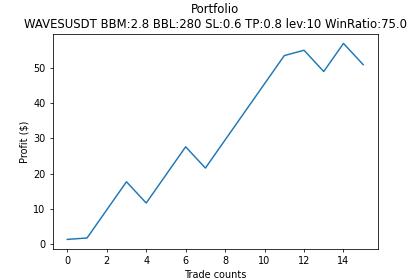 Portfolio
WAVESUSDT BBM:2.8 BBL:280 SL:0.6 TP:0.8 lev:10 WinRatio:75.0
Profit ($)
50
40
30
20
10
0
0 2 4 6 8 10 12 14
Trade counts